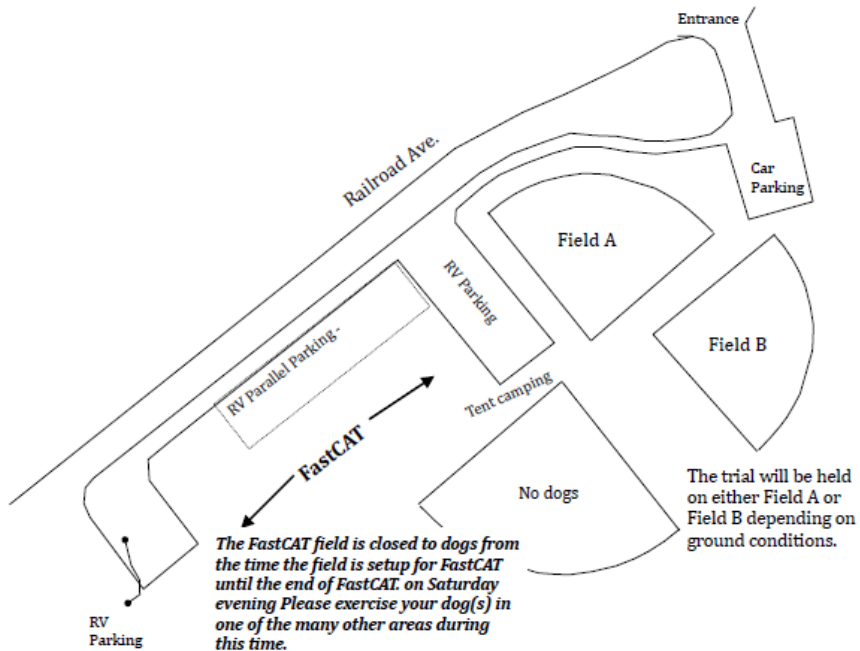 Entrance
Railroad Ave.
Car
Parking
Field A
RV Parking
Field B
RV Parallel Parking -
Tent camping
FastCAT
No dogs
The trial will be held
on either Field A or
Field B depending on
ground conditions.
The FastCAT field is closed to dogs from
the time the field is setup for FastCAT
until the end of FastCAT. on Saturday
evening Please exercise your dog(s) in
one of the many other areas during
this time.
RV
Parking